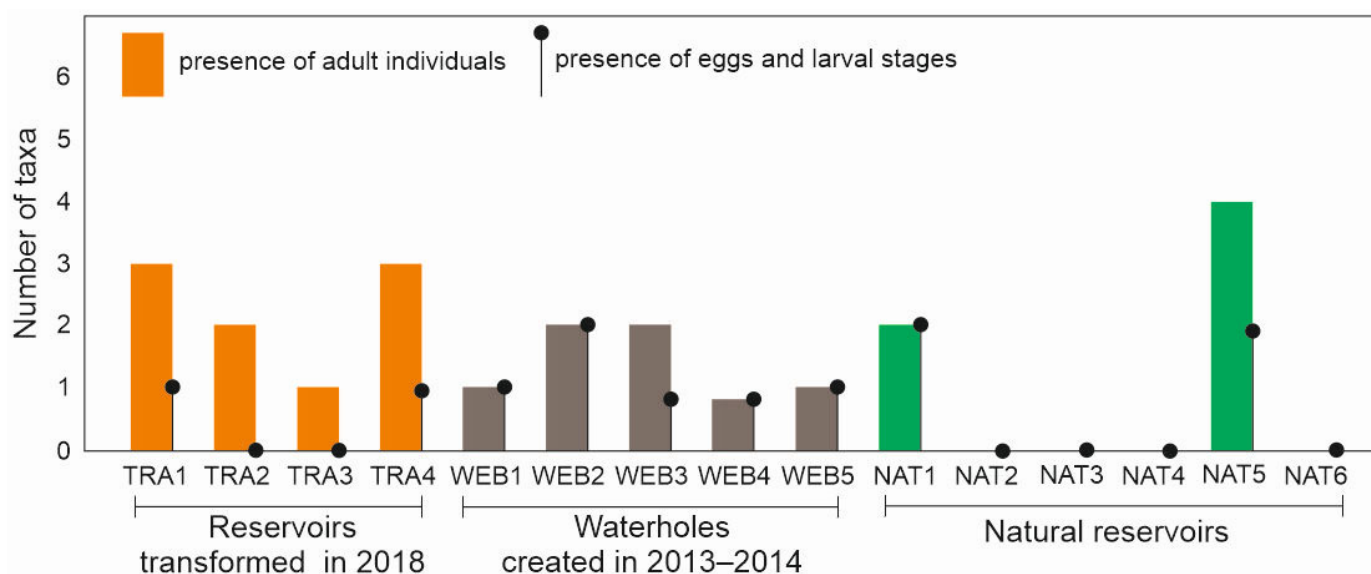 presence of adult individuals
presence of eggs and larval stages
Number of taxa
6
5
4
3
2
1
0
TRA1 TRA2 TRA3 TRA4 WEB1 WEB2 WEB3 WEB4 WEB5 NAT1 NAT2 NAT3 NAT4 NAT5 NAT6
Reservoirs
transformed in 2018
Waterholes
created in 2013–2014
Natural reservoirs